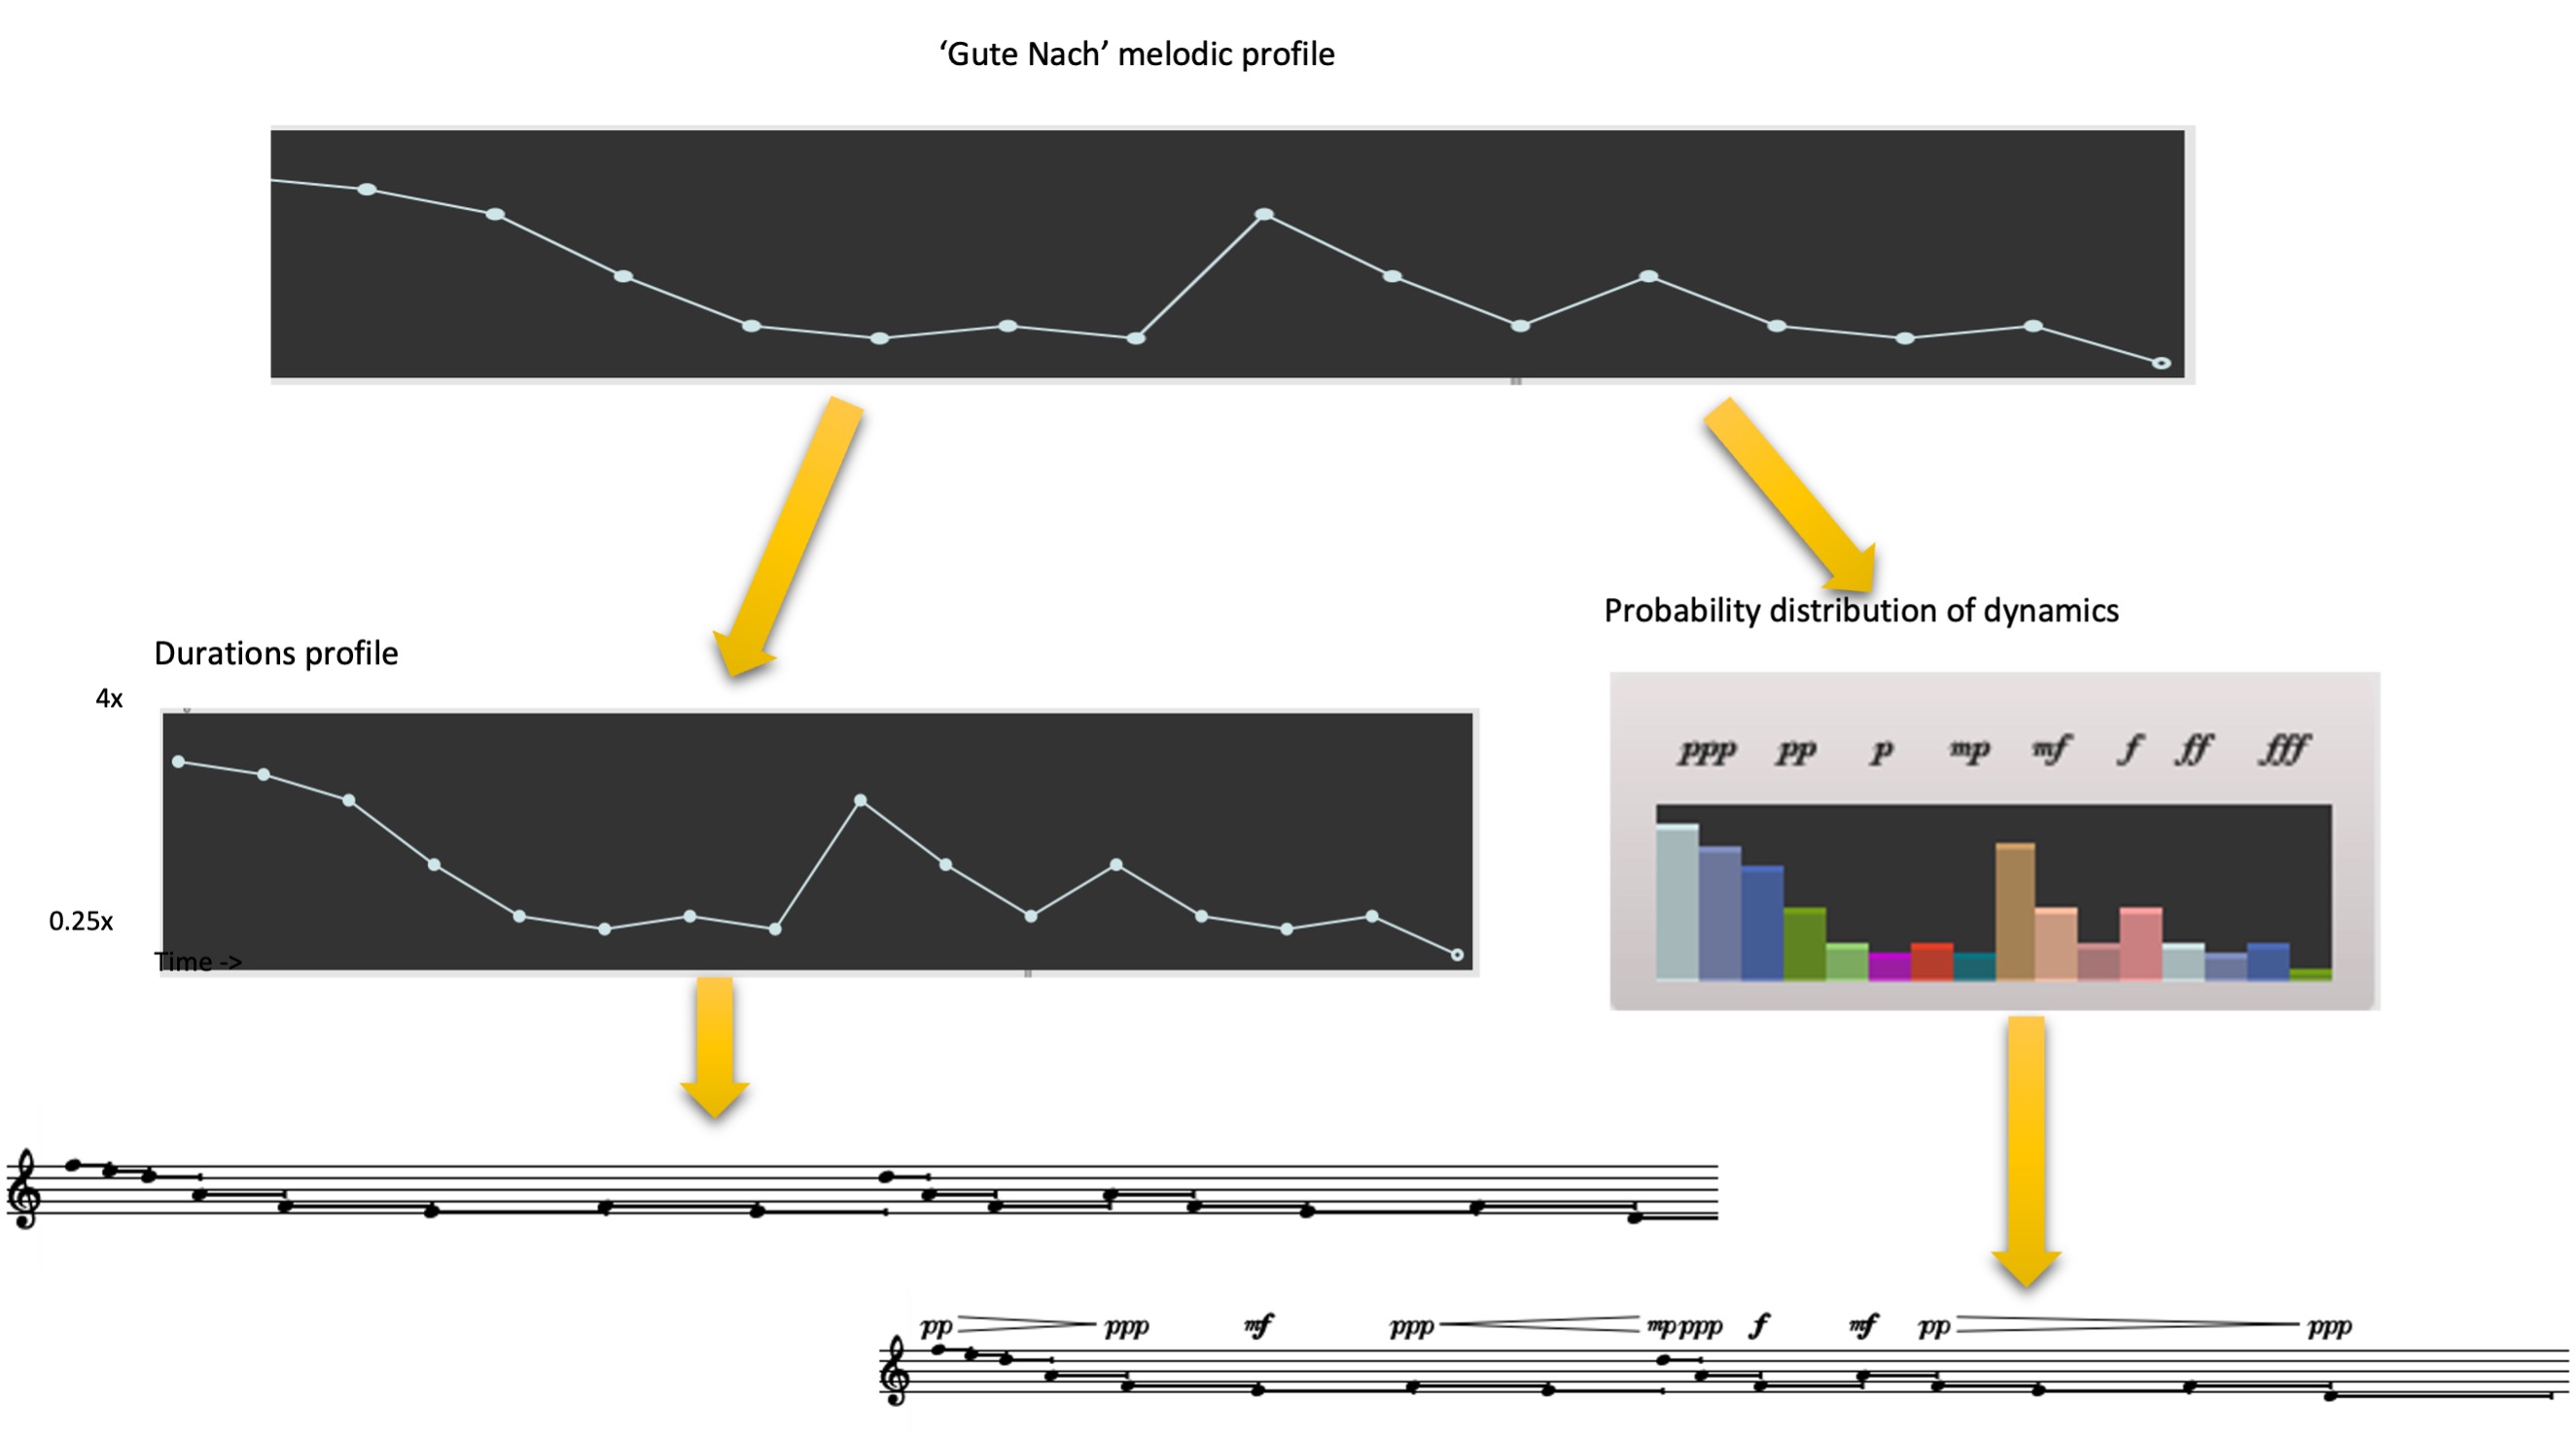 ‘Gute Nach’ melodic profile
Probability distribution of dynamics
Durations profile
4x
ppp pp p mp mf f ff fff
0.25x
Time ->
pp ppp mf ppp mp ppp f mf pp ppp